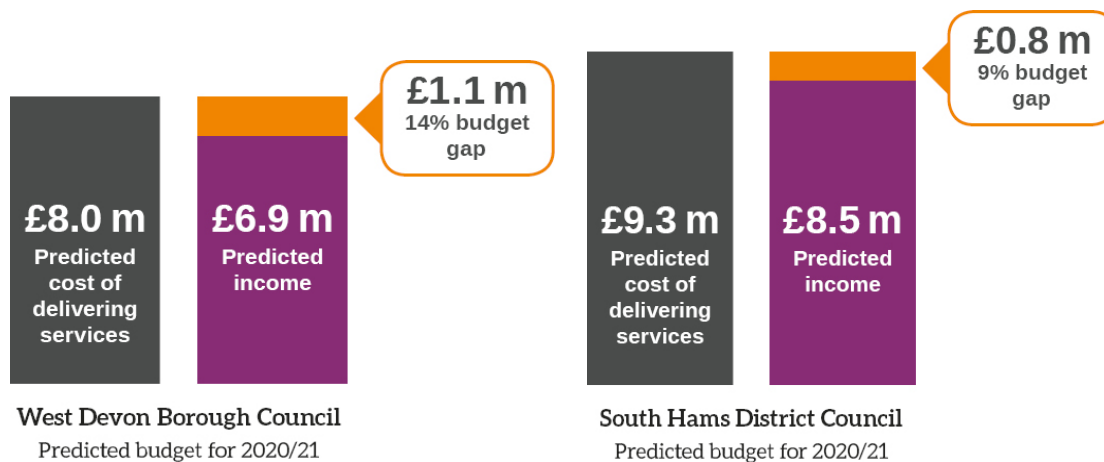 £8.0 m
Predicted
cost of
delivering
services
£6.9 m
Predicted
income
£1.1 m
14% budget
gap
West Devon Borough Council
Predicted budget for 2020/21
£9.3 m
Predicted
cost of
delivering
services
£8.5 m
Predicted
income
£0.8 m
9% budget
gap
South Hams District Council
Predicted budget for 2020/21